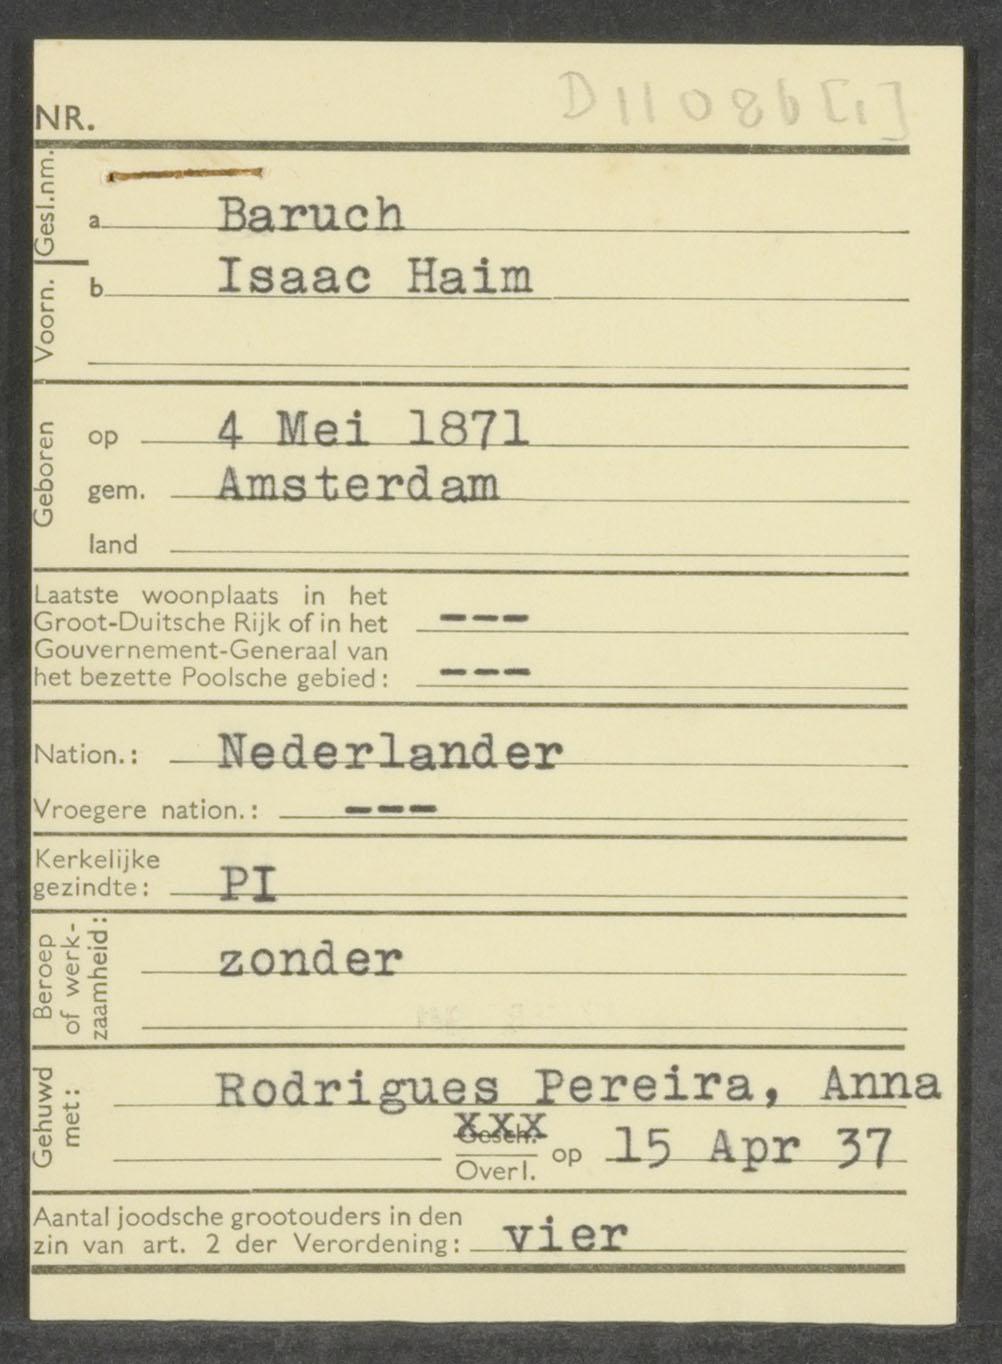 D11086[1]
NR.
Gesl.nm. a Baruch
Voorn. b Isaac Haim
Geboren
op 4 Mei 1871
gem. Amsterdam
land
Laatste woonplaats in het
Groot-Duitsche Rijk of in het ---
Gouvernement-Generaal van
het bezette Poolsche gebied: ---
Nation.: Nederlander
Vroegere nation.: ---
Kerkelijke
gezindte: PI
Beroep
of werk-
zaamheid:
zonder
Gehuwd
met:
Rodrigues Pereira, Anna
xxx
Gesch.
Overl. op 15 Apr 37
Aantal joodsche grootouders in den
zin van art. 2 der Verordening: vier